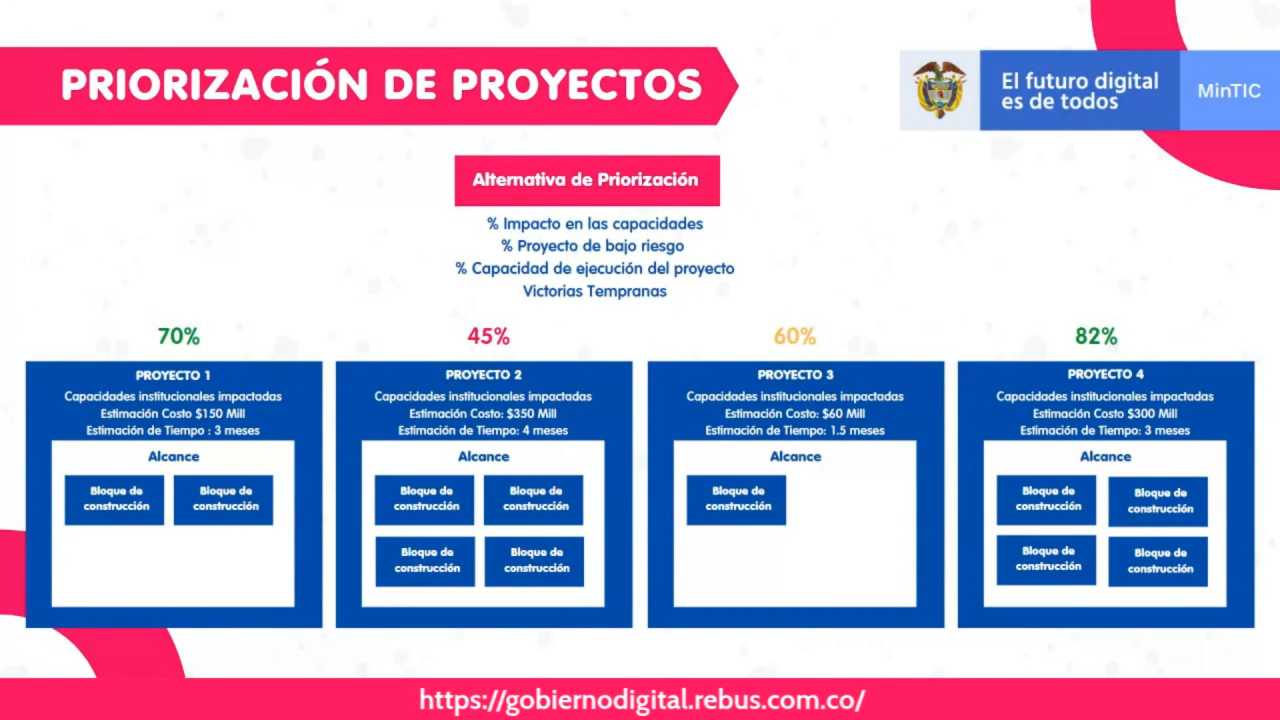 PRIORIZACIÓN DE PROYECTOS
El futuro digital
es de todos
MinTIC
Alternativa de Priorización
% Impacto en las capacidades
% Proyecto de bajo riesgo
% Capacidad de ejecución del proyecto
Victorias Tempranas
70%
PROYECTO 1
Capacidades institucionales impactadas
Estimación Costo $150 Mill
Estimación de Tiempo : 3 meses
Alcance
Bloque de
construcción
Bloque de
construcción
45%
PROYECTO 2
Capacidades institucionales impactadas
Estimación Costo: $350 Mill
Estimación de Tiempo: 4 meses
Alcance
Bloque de
construcción
Bloque de
construcción
Bloque de
construcción
Bloque de
construcción
60%
PROYECTO 3
Capacidades institucionales impactadas
Estimación Costo: $60 Mill
Estimación de Tiempo: 1.5 meses
Alcance
Bloque de
construcción
82%
PROYECTO 4
Capacidades institucionales impactadas
Estimación Costo $300 Mill
Estimación de Tiempo: 3 meses
Alcance
Bloque de
construcción
Bloque de
construcción
Bloque de
construcción
Bloque de
construcción
https://gobiernodigital.rebus.com.co/